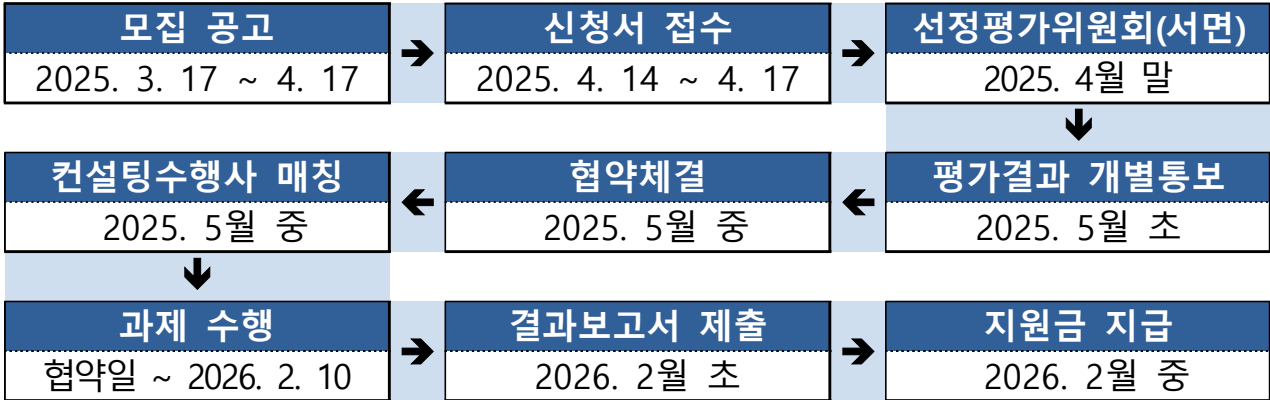 모집 공고
2025. 3. 17 ~ 4. 17
신청서 접수
2025. 4. 14 ~ 4. 17
선정평가위원회(서면)
2025. 4월 말
평가결과 개별통보
2025. 5월 초
협약체결
2025. 5월 중
컨설팅수행사 매칭
2025. 5월 중
과제 수행
협약일 ~ 2026. 2. 10
결과보고서 제출
2026. 2월 초
지원금 지급
2026. 2월 중